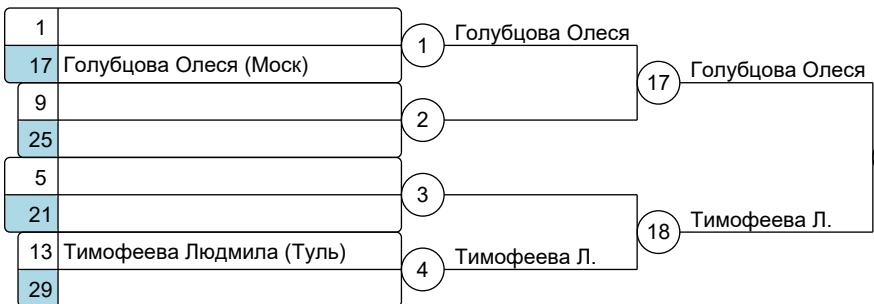 1
17 Голубцова Олеся (Моск)
9
25
5
21
13 Тимофеева Людмила (Туль)
29
1 Голубцова Олеся
2
3
4 Тимофеева Л.
17 Голубцова Олеся
18 Тимофеева Л.